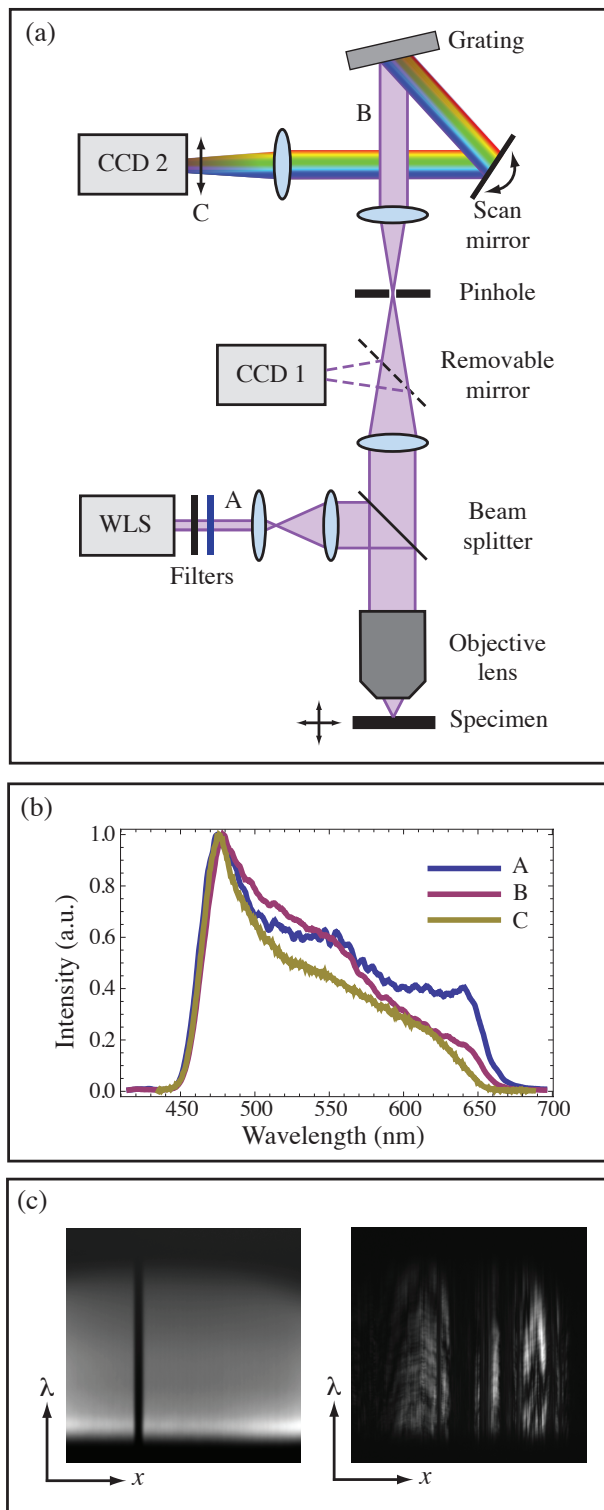 (a)
Grating
B
CCD 2
C
Scan
mirror
Pinhole
CCD 1
Removable
mirror
A
WLS
Filters
Beam
splitter
Objective
lens
Specimen
(b)
1.0
0.8
0.6
0.4
0.2
0.0
Intensity (a.u.)
A
B
C
450 500 550 600 650 700
Wavelength (nm)
(c)
λ
x
λ
x